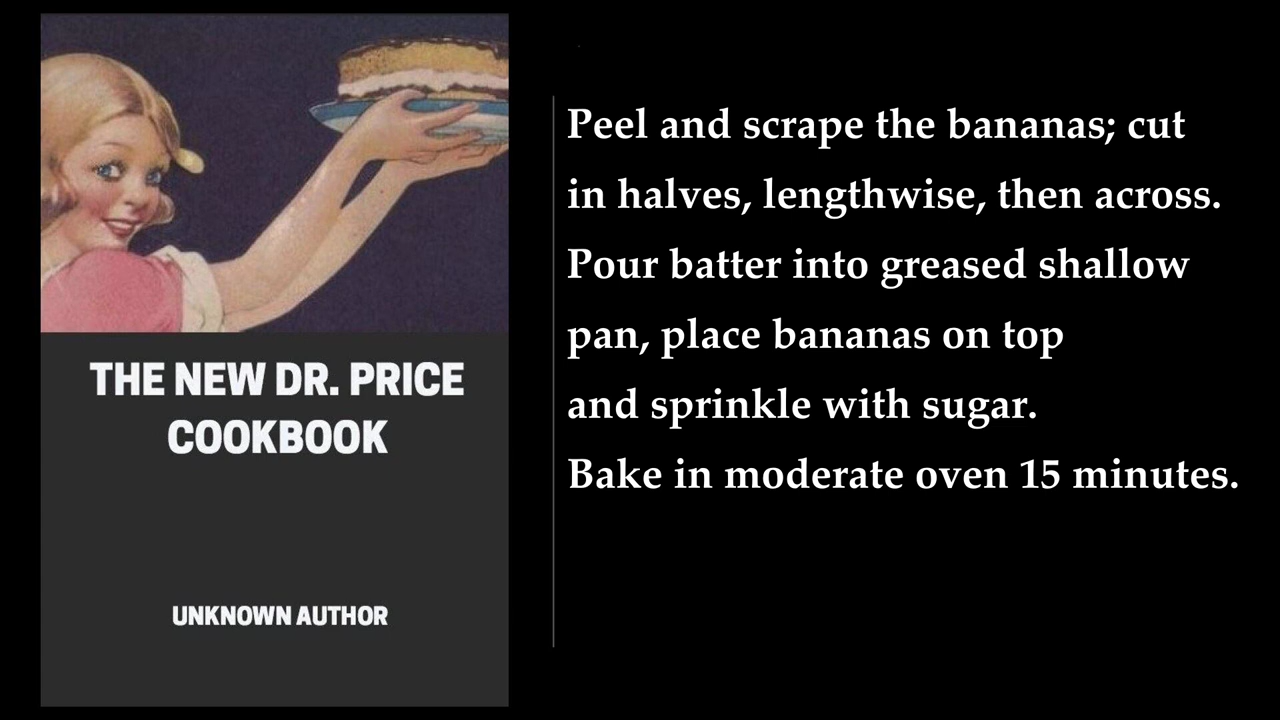 THE NEW DR. PRICE
COOKBOOK
UNKNOWN AUTHOR
Peel and scrape the bananas; cut
in halves, lengthwise, then across.
Pour batter into greased shallow
pan, place bananas on top
and sprinkle with sugar.
Bake in moderate oven 15 minutes.